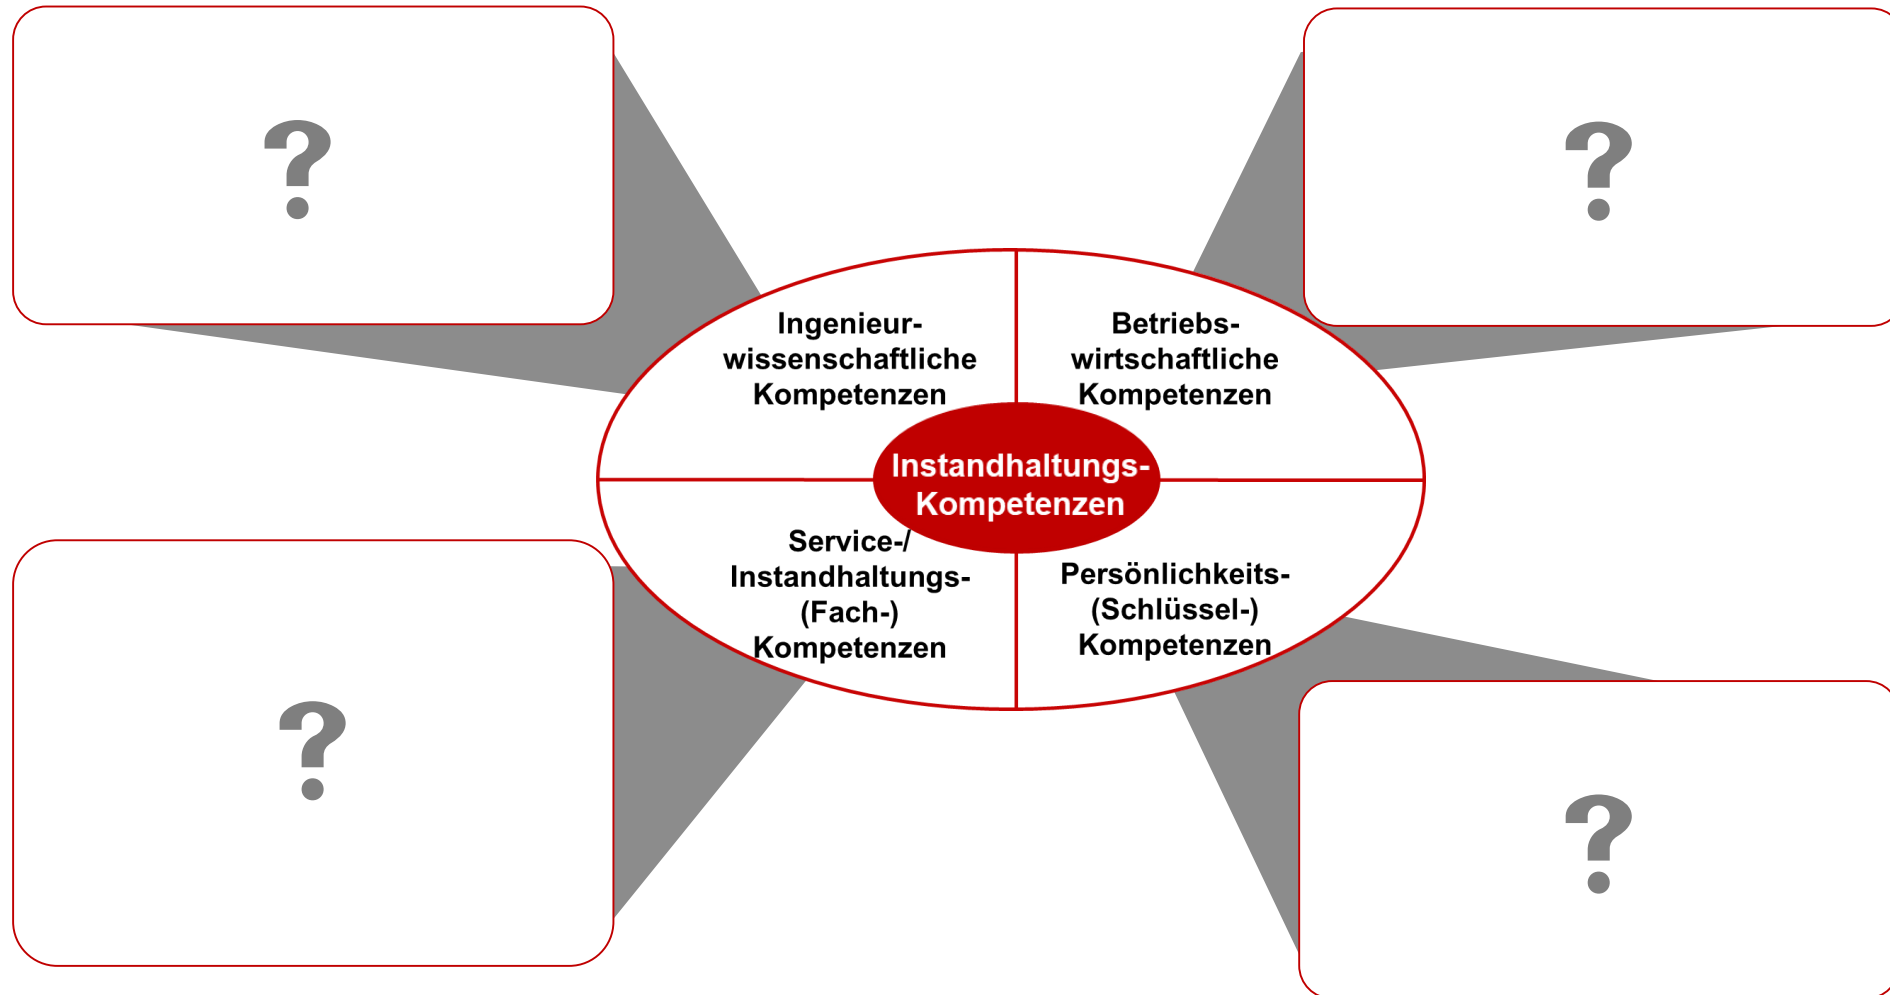 ?
?
Ingenieur-
wissenschaftliche
Kompetenzen
Betriebs-
wirtschaftliche
Kompetenzen
Instandhaltungs-
Kompetenzen
Service-/
Instandhaltungs-
(Fach-)
Kompetenzen
Persönlichkeits-
(Schlüssel-)
Kompetenzen
?
?